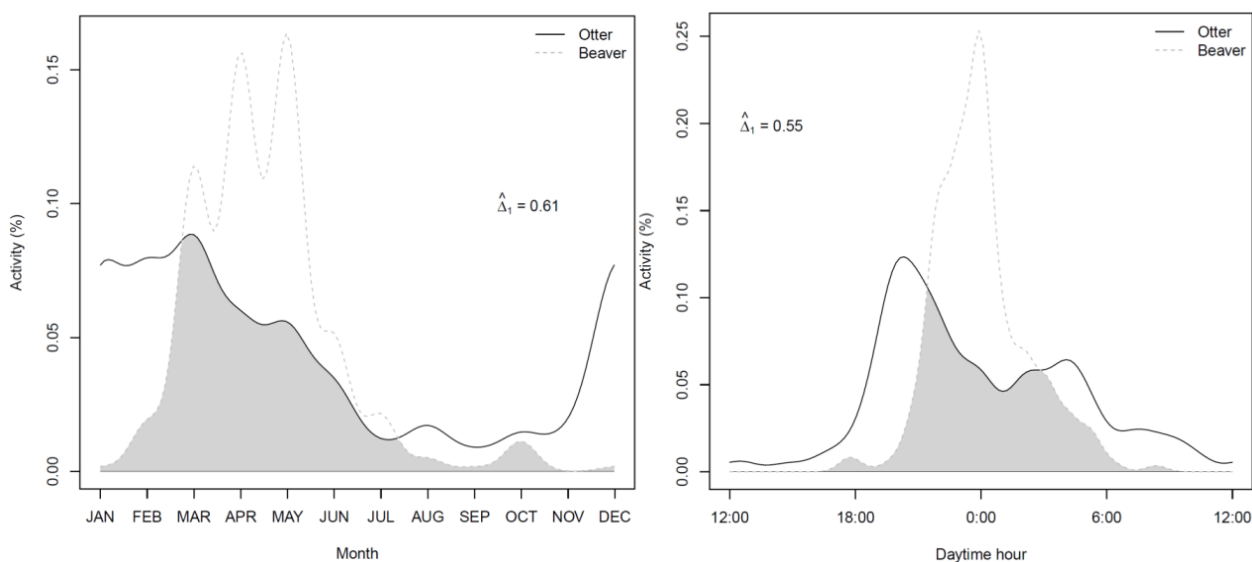 Otter
Beaver
Δ̂₁ = 0.61
Activity (%)
0.15
0.10
0.05
0.00
JAN FEB MAR APR MAY JUN JUL AUG SEP OCT NOV DEC
Month
Otter
Beaver
Δ̂₁ = 0.55
Activity (%)
0.25
0.20
0.15
0.10
0.05
0.00
12:00 18:00 0:00 6:00 12:00
Daytime hour